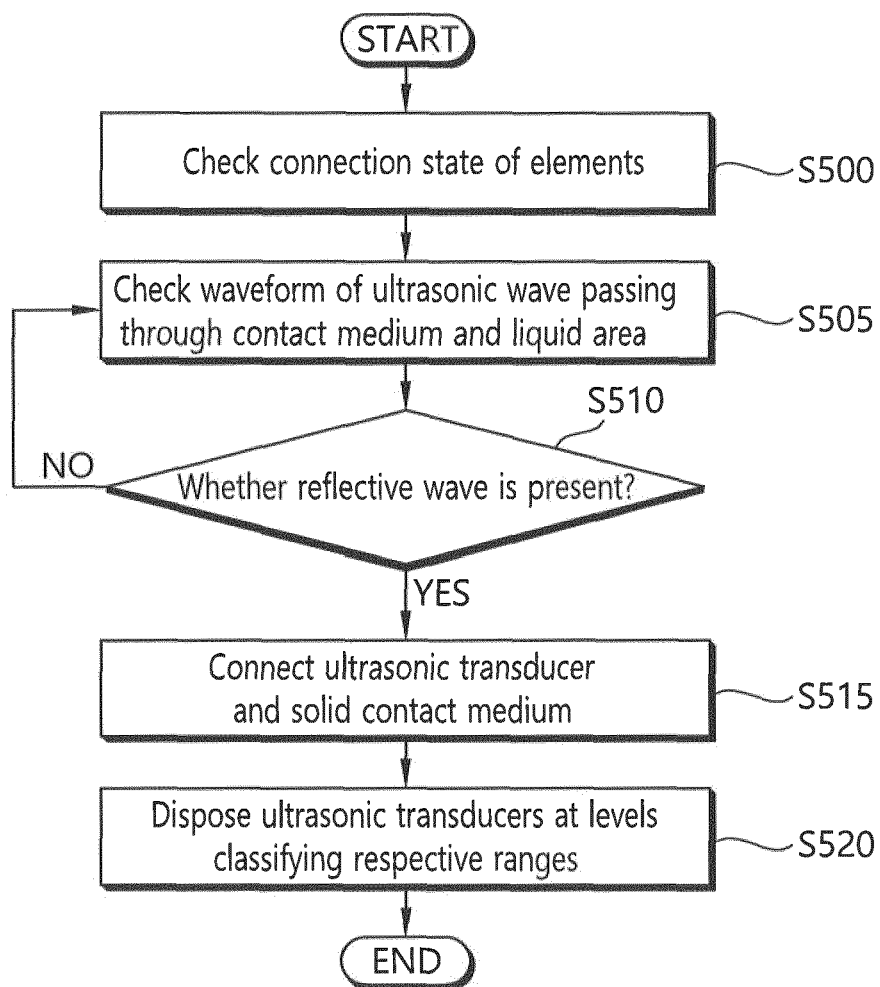 START
Check connection state of elements
S500
Check waveform of ultrasonic wave passing
through contact medium and liquid area
S505
S510
Whether reflective wave is present?
NO
YES
Connect ultrasonic transducer
and solid contact medium
S515
Dispose ultrasonic transducers at levels
classifying respective ranges
S520
END